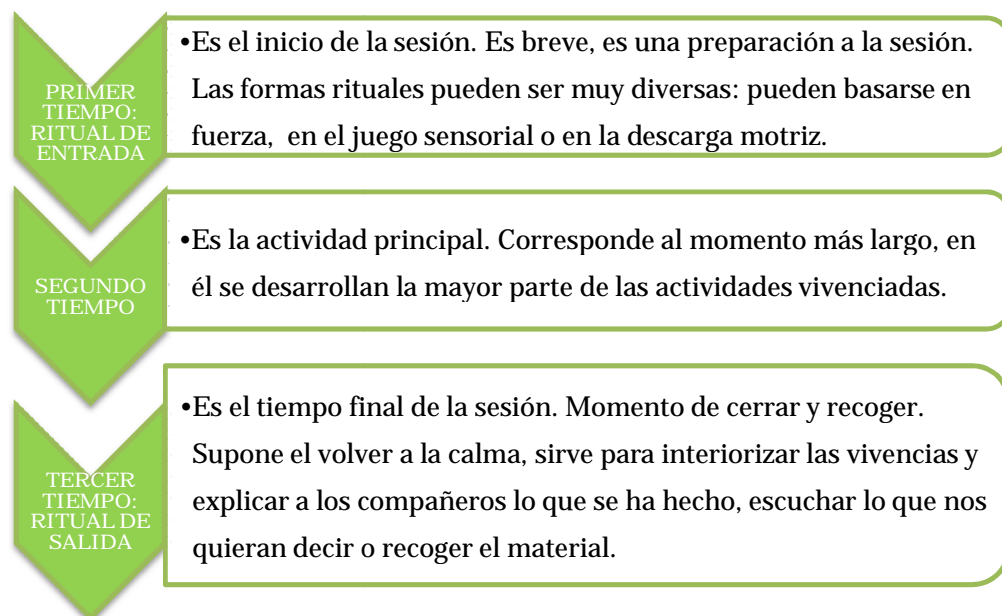 PRIMER
TIEMPO:
RITUAL DE
ENTRADA
•Es el inicio de la sesión. Es breve, es una preparación a la sesión.
Las formas rituales pueden ser muy diversas: pueden basarse en
fuerza, en el juego sensorial o en la descarga motriz.
SEGUNDO
TIEMPO
•Es la actividad principal. Corresponde al momento más largo, en
él se desarrollan la mayor parte de las actividades vivenciadas.
TERCER
TIEMPO:
RITUAL DE
SALIDA
•Es el tiempo final de la sesión. Momento de cerrar y recoger.
Supone el volver a la calma, sirve para interiorizar las vivencias y
explicar a los compañeros lo que se ha hecho, escuchar lo que nos
quieran decir o recoger el material.